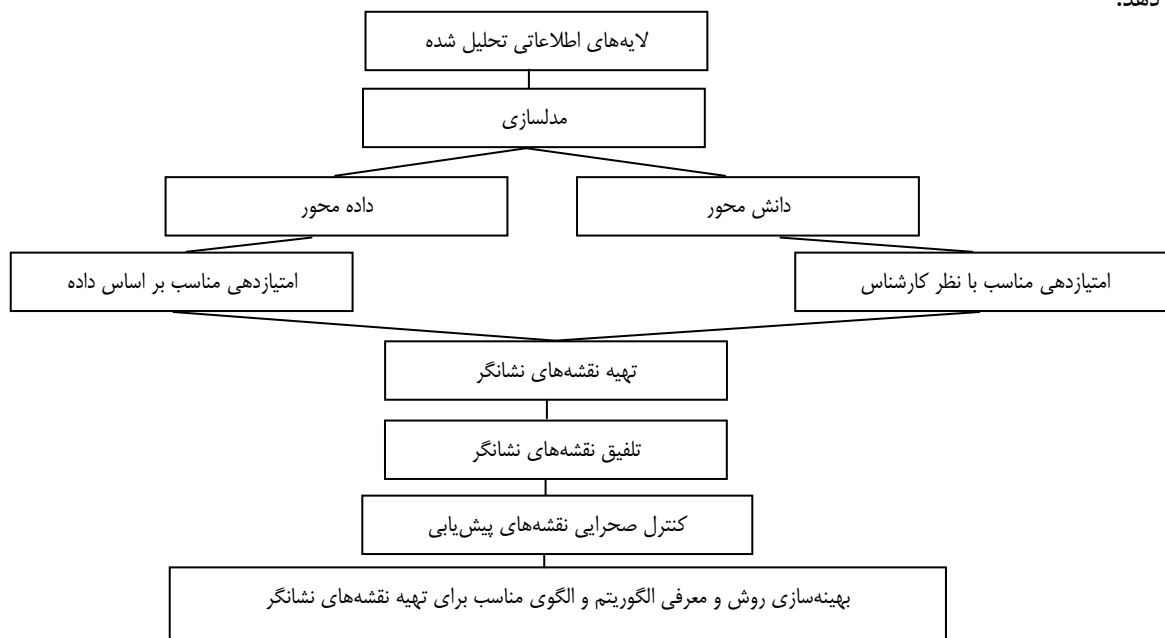 دهد.
لایه‌های اطلاعاتی تحلیل شده
مدلسازی
دانش محور
داده محور
امتیازدهی مناسب با نظر کارشناس
امتیازدهی مناسب بر اساس داده
تهیه نقشه‌های نشانگر
تلفیق نقشه‌های نشانگر
کنترل صحرایی نقشه‌های پیش‌یابی
بهینه‌سازی روش و معرفی الگوریتم و الگوی مناسب برای تهیه نقشه‌های نشانگر